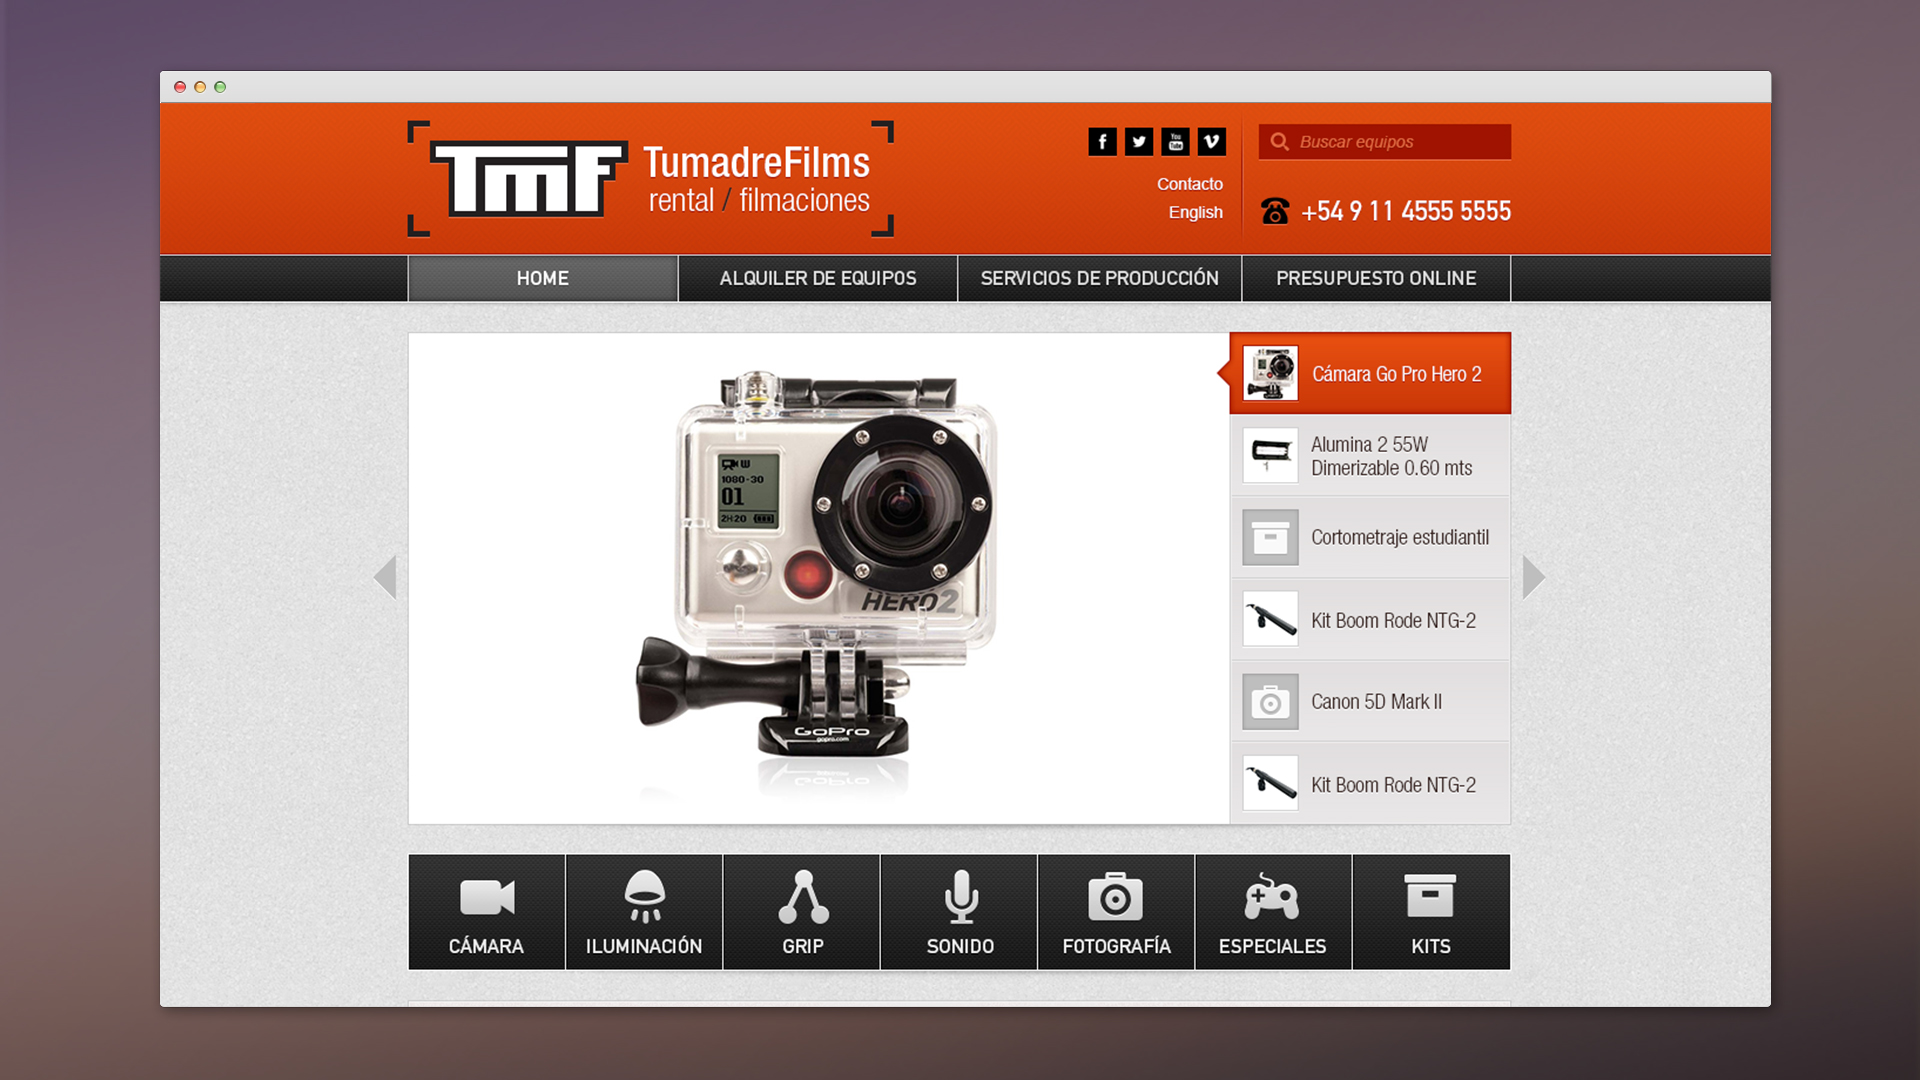 TMF
TumadreFilms
rental / filmaciones
f
You
Tube
Contacto
English
Buscar equipos
+54 9 11 4555 5555
HOME
ALQUILER DE EQUIPOS
SERVICIOS DE PRODUCCIÓN
PRESUPUESTO ONLINE
W
1080-30
01
2H20
HERO2
GoPro
gopro.com
Cámara Go Pro Hero 2
Alumina 2 55W
Dimerizable 0.60 mts
Cortometraje estudiantil
Kit Boom Rode NTG-2
Canon 5D Mark II
Kit Boom Rode NTG-2
CÁMARA
ILUMINACIÓN
GRIP
SONIDO
FOTOGRAFÍA
ESPECIALES
KITS